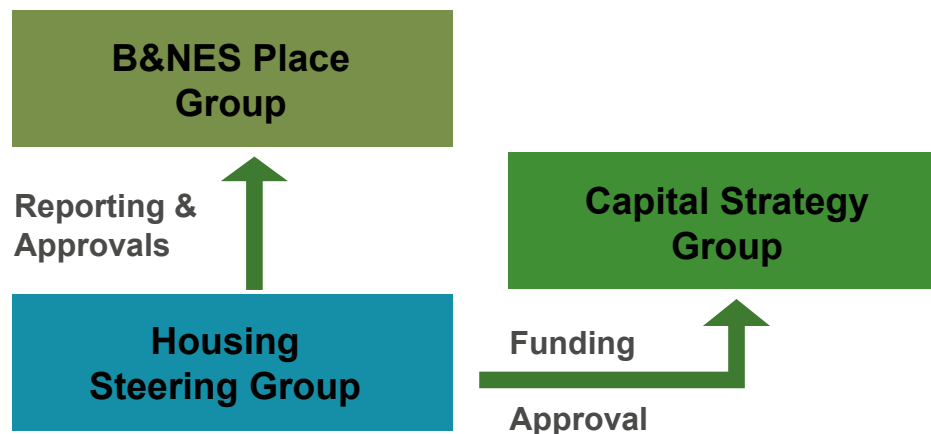 B&NES Place
Group
Reporting &
Approvals
Capital Strategy
Group
Housing
Steering Group
Funding
Approval